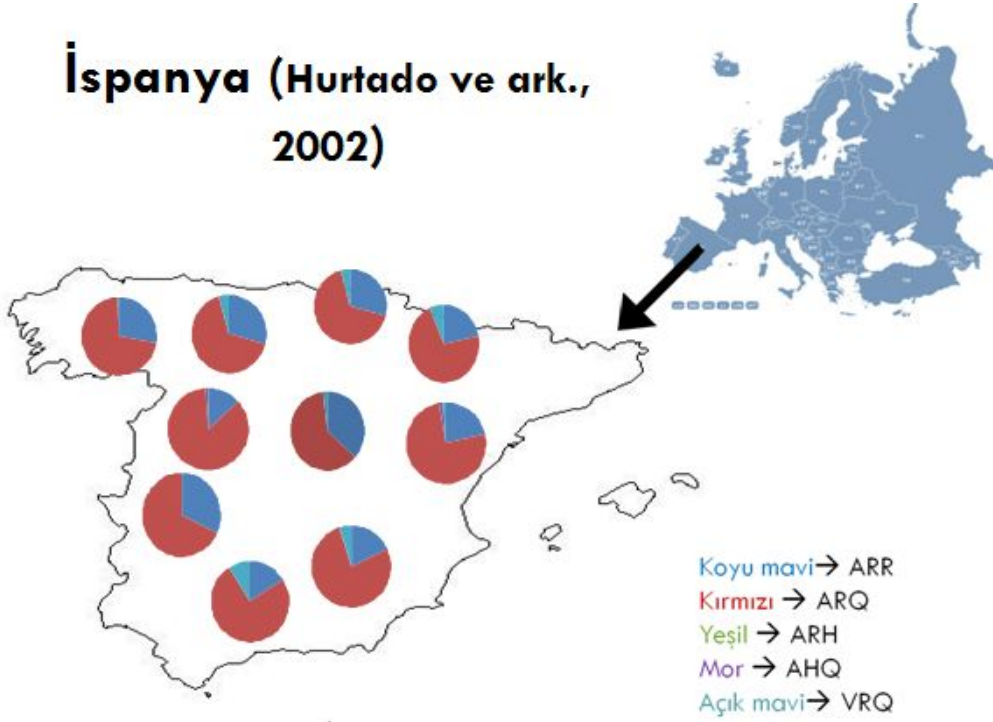 İspanya (Hurtado ve ark.,
2002)
Koyu mavi→ ARR
Kırmızı → ARQ
Yeşil → ARH
Mor → AHQ
Açık mavi→ VRQ